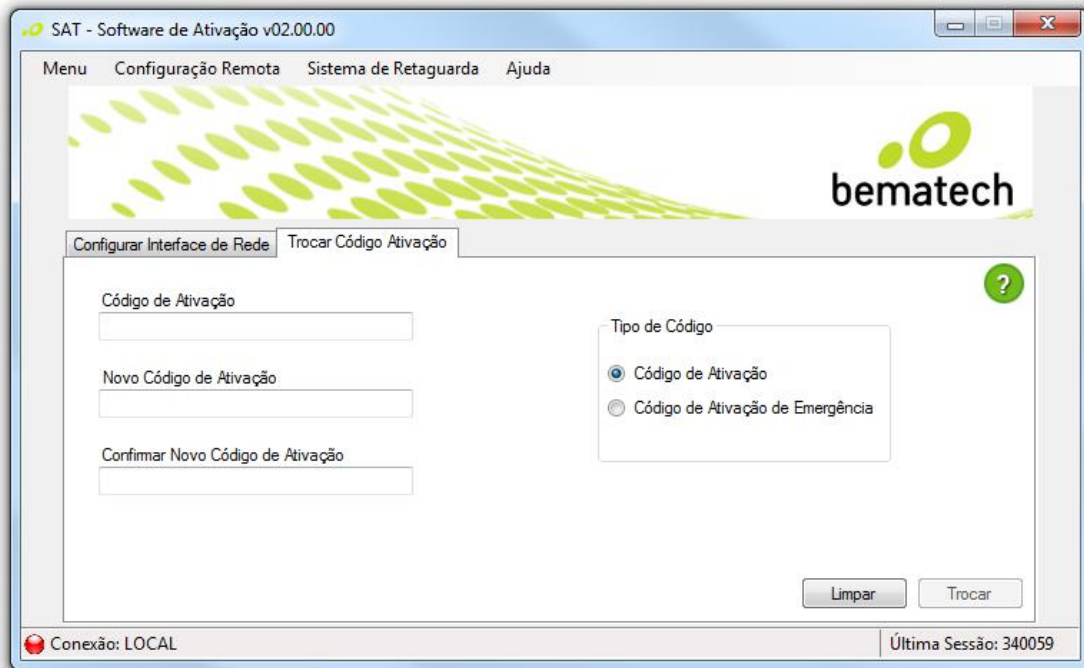 SAT - Software de Ativação v02.00.00
Menu Configuração Remota Sistema de Retaguarda Ajuda
bematech
Configurar Interface de Rede Trocar Código Ativação
?
Código de Ativação
Tipo de Código
Código de Ativação
Novo Código de Ativação
Código de Ativação de Emergência
Confirmar Novo Código de Ativação
Limpar Trocar
Conexão: LOCAL Última Sessão: 340059